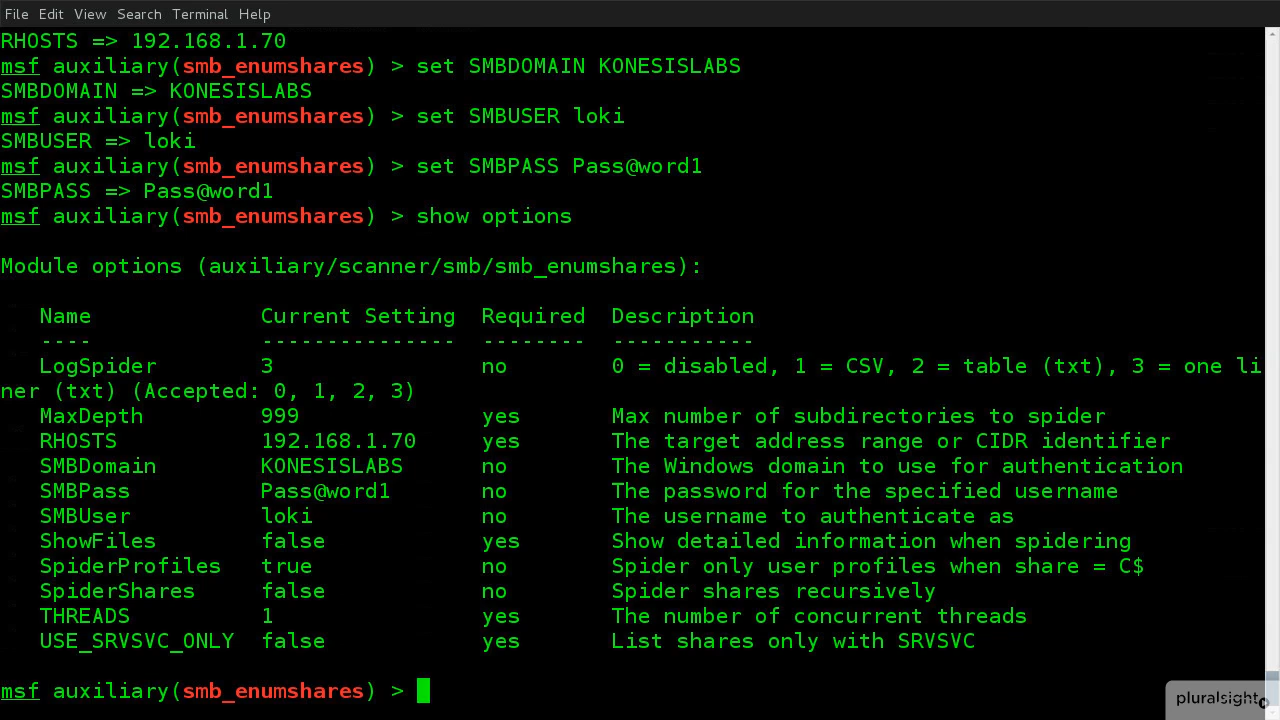 File Edit View Search Terminal Help
RHOSTS => 192.168.1.70
msf auxiliary(smb_enumshares) > set SMBDOMAIN KONESISLABS
SMBDOMAIN => KONESISLABS
msf auxiliary(smb_enumshares) > set SMBUSER loki
SMBUSER => loki
msf auxiliary(smb_enumshares) > set SMBPASS Pass@word1
SMBPASS => Pass@word1
msf auxiliary(smb_enumshares) > show options
Module options (auxiliary/scanner/smb/smb_enumshares):
Name Current Setting Required Description
---- --------------- -------- -----------
LogSpider 3 no 0 = disabled, 1 = CSV, 2 = table (txt), 3 = one li
ner (txt) (Accepted: 0, 1, 2, 3)
MaxDepth 999 yes Max number of subdirectories to spider
RHOSTS 192.168.1.70 yes The target address range or CIDR identifier
SMBDomain KONESISLABS no The Windows domain to use for authentication
SMBPass Pass@word1 no The password for the specified username
SMBUser loki no The username to authenticate as
ShowFiles false yes Show detailed information when spidering
SpiderProfiles true no Spider only user profiles when share = C$
SpiderShares false no Spider shares recursively
THREADS 1 yes The number of concurrent threads
USE_SRVSVC_ONLY false yes List shares only with SRVSVC
msf auxiliary(smb_enumshares) >
pluralsight